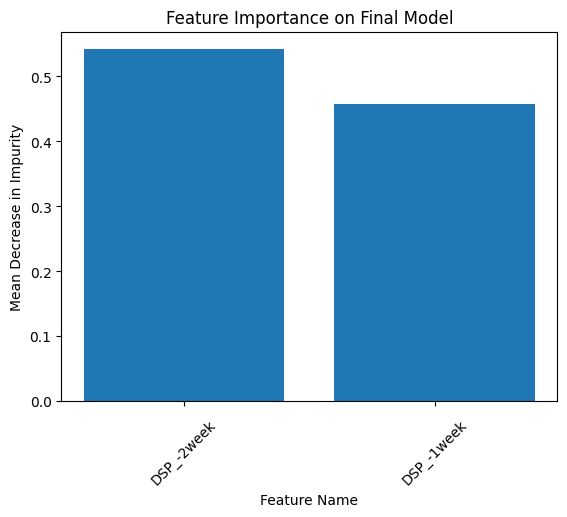 Feature Importance on Final Model
Mean Decrease in Impurity
0.5
0.4
0.3
0.2
0.1
0.0
DSP_-2week
DSP_-1week
Feature Name